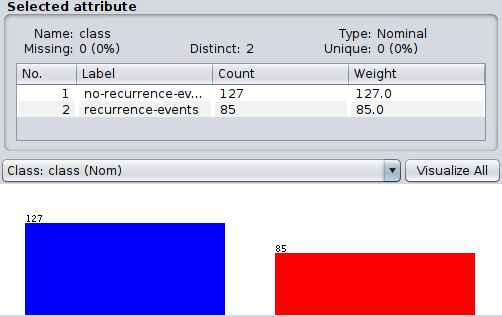 Selected attribute
Name: class Type: Nominal
Missing: 0 (0%) Distinct: 2 Unique: 0 (0%)
No. Label Count Weight
1 no-recurrence-ev... 127 127.0
2 recurrence-events 85 85.0
Class: class (Nom) Visualize All
127
85